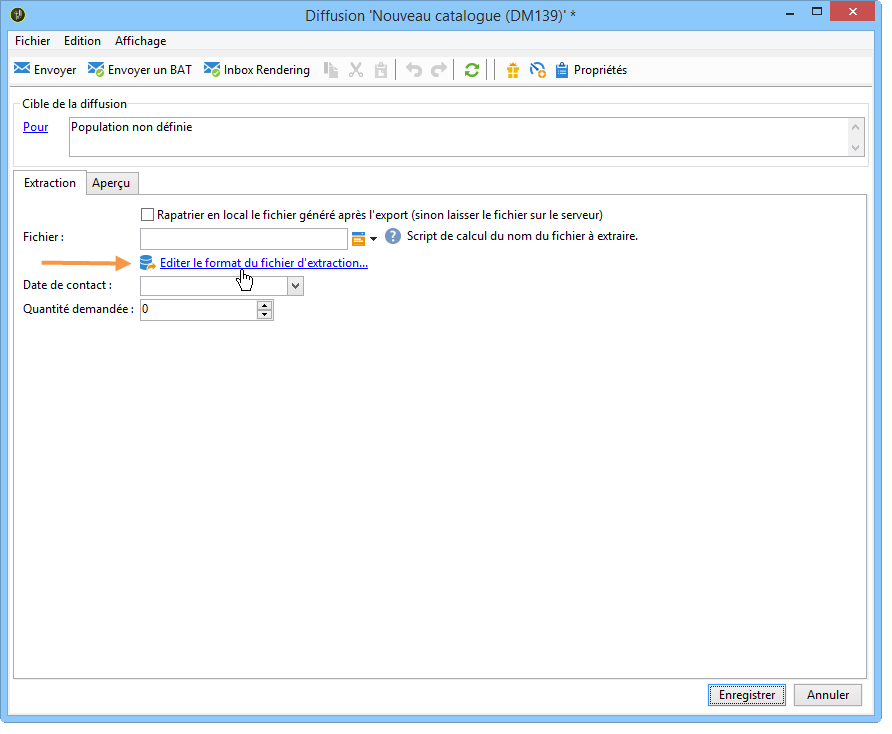 Diffusion 'Nouveau catalogue (DM139)' *
Fichier Edition Affichage
Envoyer Envoyer un BAT Inbox Rendering Propriétés
Cible de la diffusion
Pour Population non définie
Extraction Aperçu
Rapatrier en local le fichier généré après l'export (sinon laisser le fichier sur le serveur)
Fichier : Script de calcul du nom du fichier à extraire.
Editer le format du fichier d'extraction...
Date de contact :
Quantité demandée : 0
Enregistrer Annuler